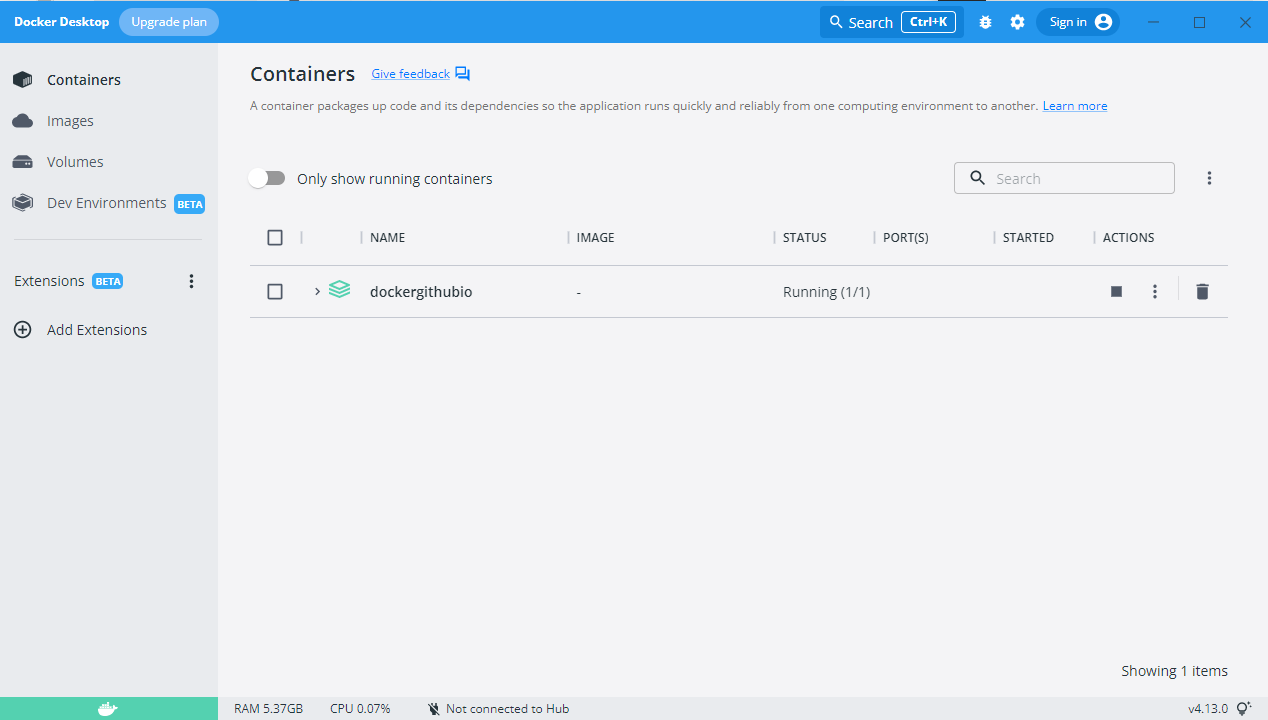 Docker Desktop Upgrade plan Search Ctrl+K Sign in
Containers
Images
Volumes
Dev Environments BETA
Extensions BETA
Add Extensions
Containers Give feedback
A container packages up code and its dependencies so the application runs quickly and reliably from one computing environment to another. Learn more
Only show running containers Search
NAME IMAGE STATUS PORT(S) STARTED ACTIONS
dockergithubio - Running (1/1)
Showing 1 items
RAM 5.37GB CPU 0.07% Not connected to Hub v4.13.0